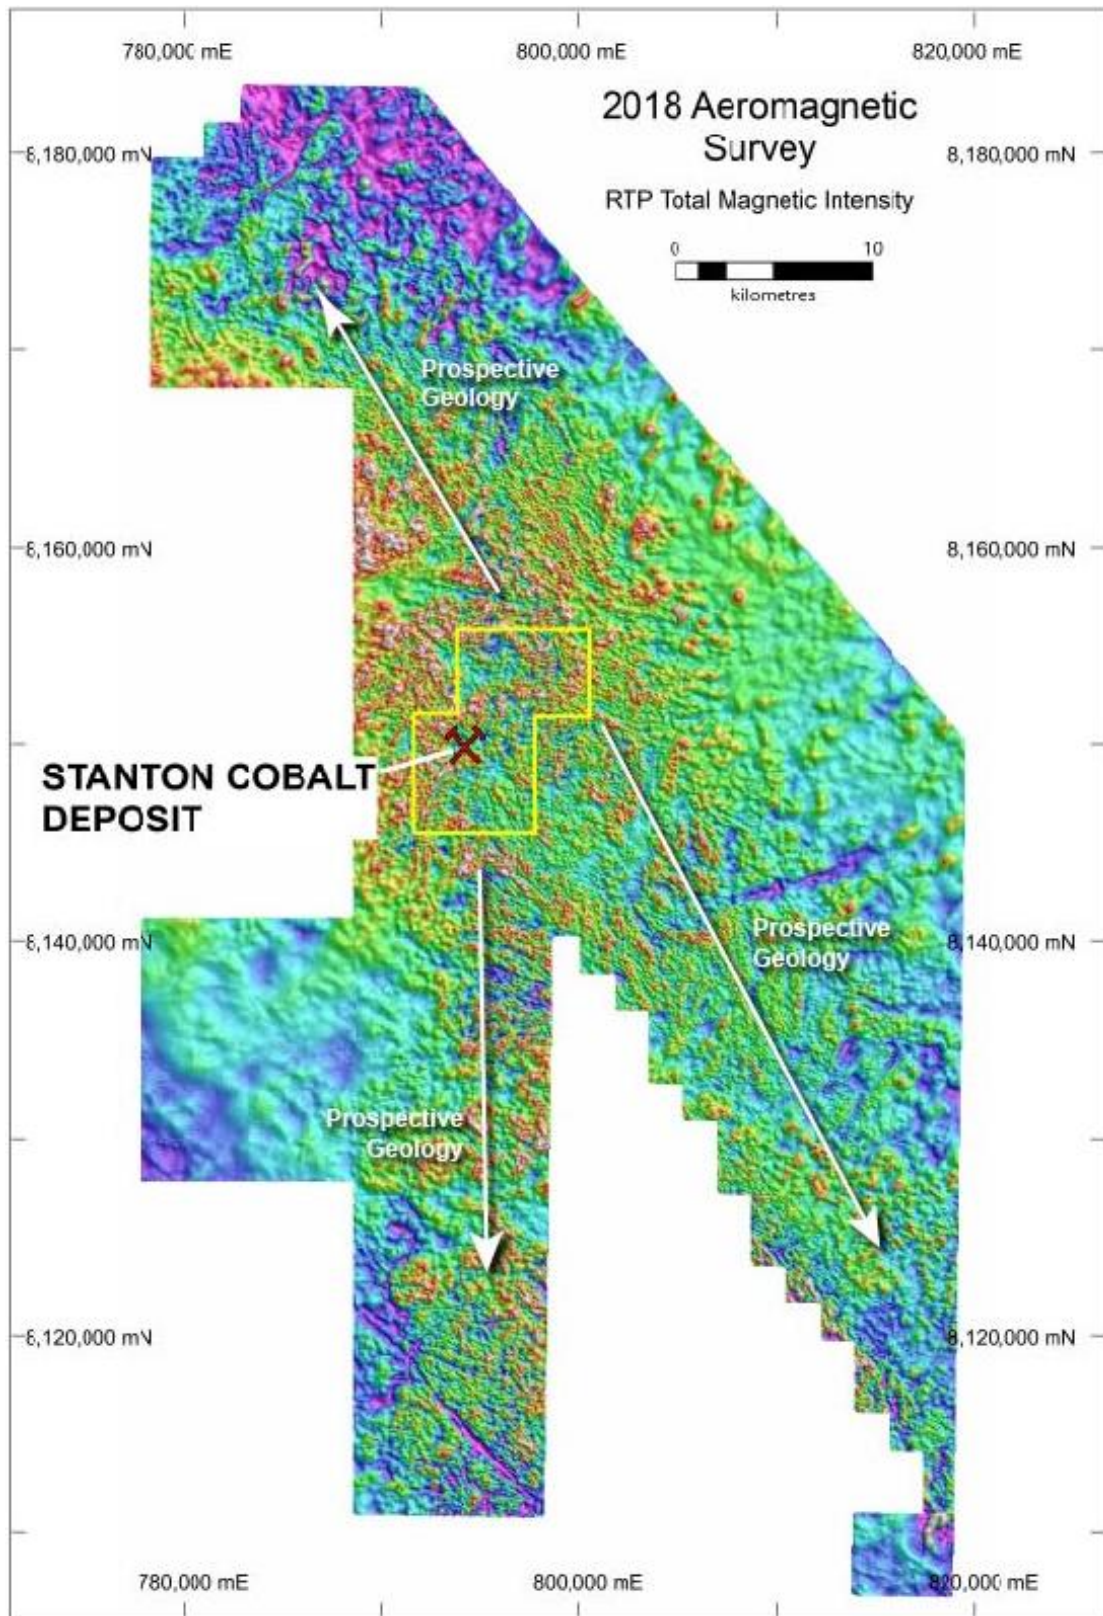 780,000 mE 800,000 mE 820,000 mE
2018 Aeromagnetic
Survey
8,180,000 mN 8,180,000 mN
RTP Total Magnetic Intensity
0 10
kilometres
Prospective
Geology
8,160,000 mN 8,160,000 mN
STANTON COBALT
DEPOSIT
8,140,000 mN 8,140,000 mN
Prospective
Geology
Prospective
Geology
8,120,000 mN 8,120,000 mN
780,000 mE 800,000 mE 820,000 mE